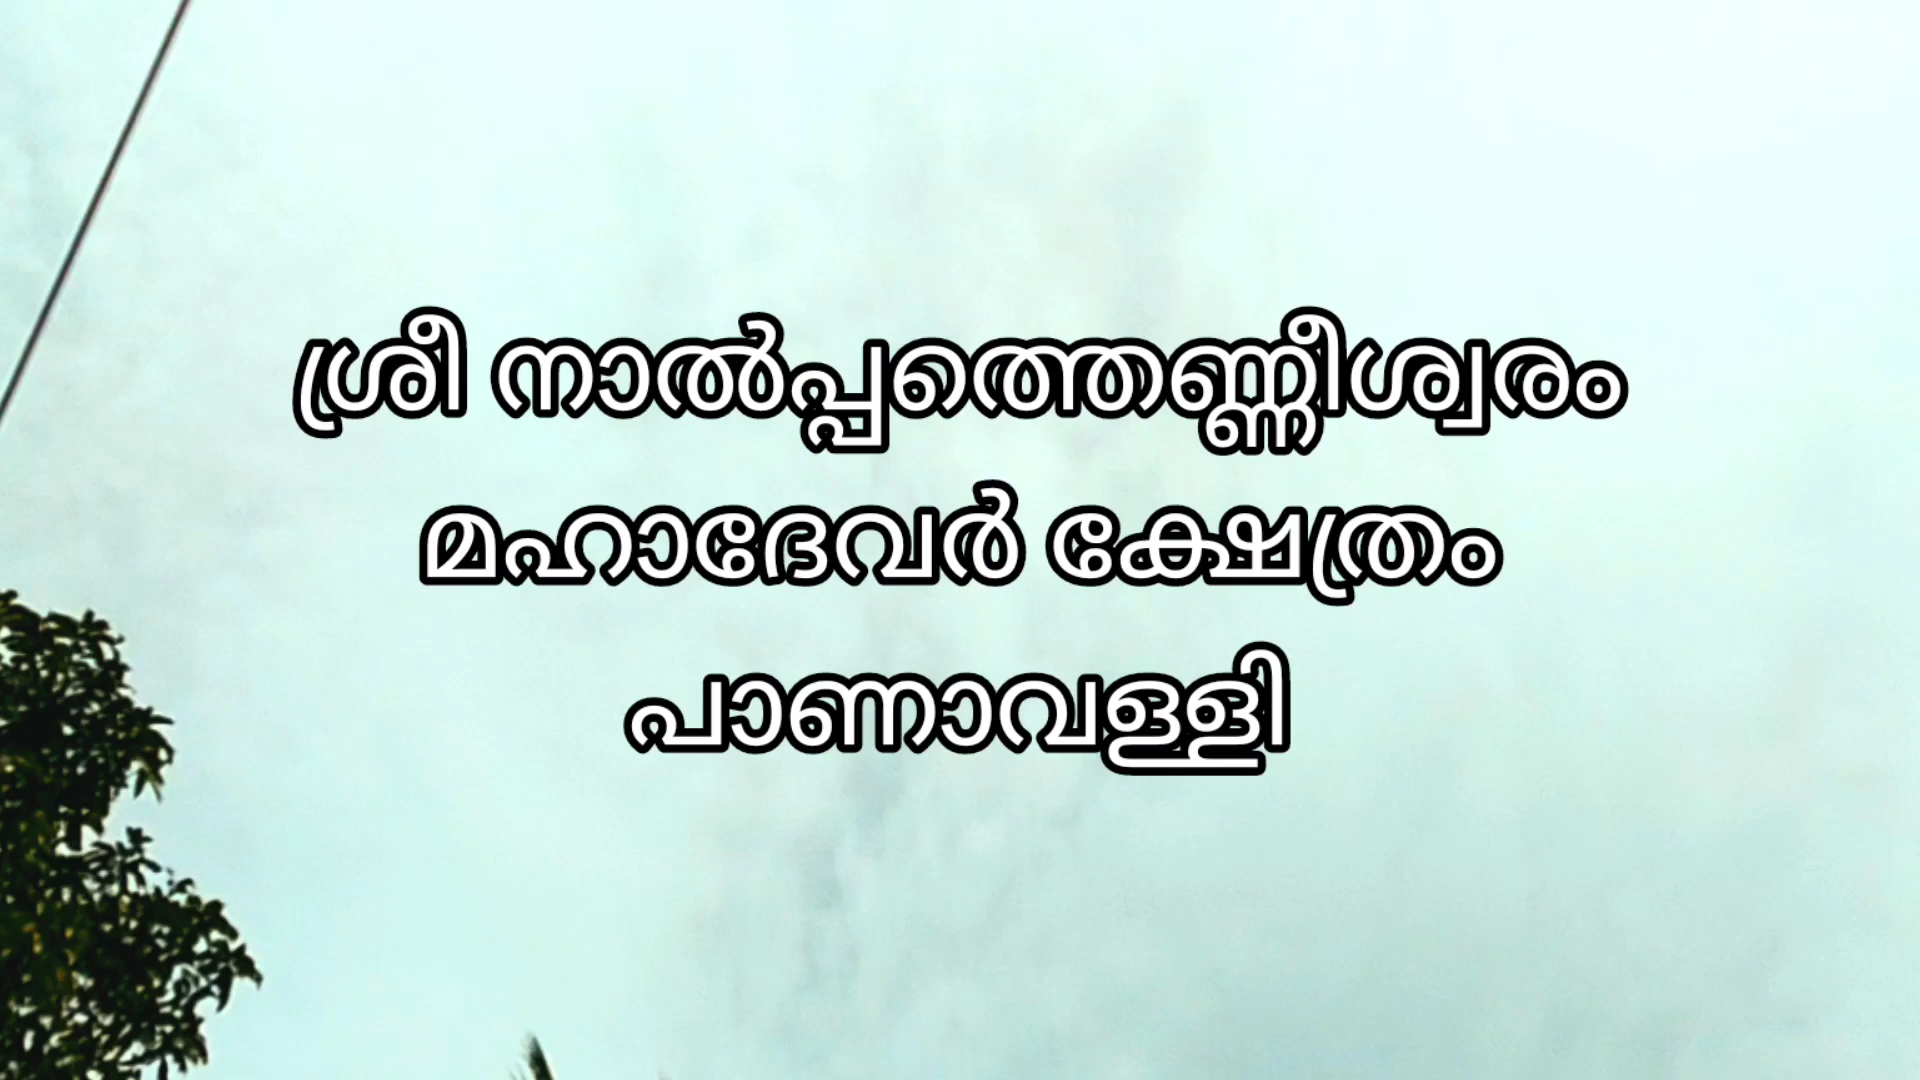 ശ്രീ നാൽപ്പത്തെണ്ണീശ്വരം
മഹാദേവർ ക്ഷേത്രം
പാണാവള്ളി